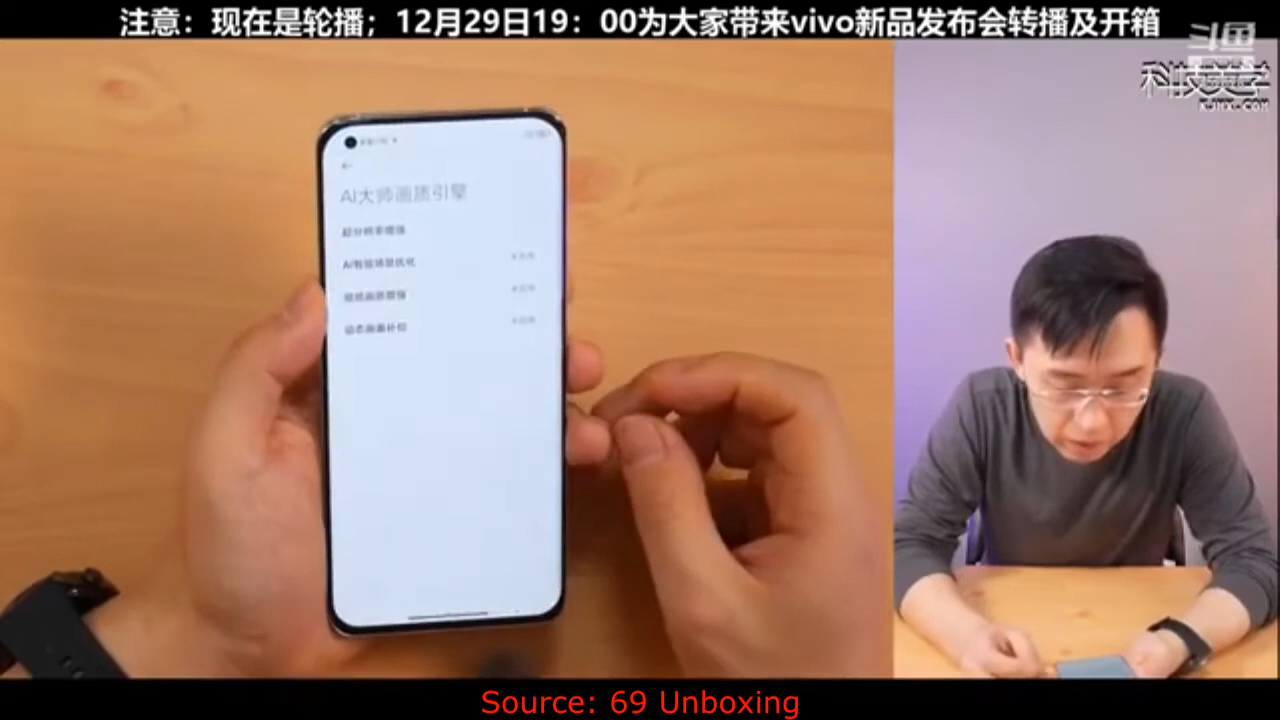 注意：现在是轮播；12月29日19：00为大家带来vivo新品发布会转播及开箱
斗鱼
科技美学
KJMX.COM
AI大师画质引擎
超分辨率增强
AI智能场景优化
视频画质增强
动态画面补偿
Source: 69 Unboxing